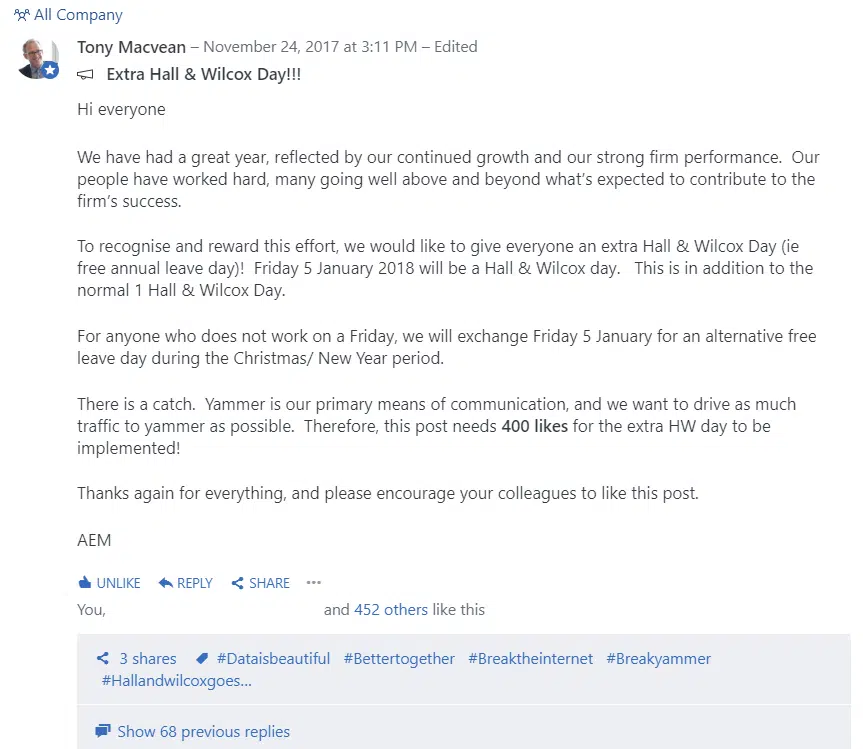 All Company
Tony Macvean – November 24, 2017 at 3:11 PM – Edited
Extra Hall & Wilcox Day!!!
Hi everyone
We have had a great year, reflected by our continued growth and our strong firm performance.  Our
people have worked hard, many going well above and beyond what's expected to contribute to the
firm's success.
To recognise and reward this effort, we would like to give everyone an extra Hall & Wilcox Day (ie
free annual leave day)!  Friday 5 January 2018 will be a Hall & Wilcox day.   This is in addition to the
normal 1 Hall & Wilcox Day.
For anyone who does not work on a Friday, we will exchange Friday 5 January for an alternative free
leave day during the Christmas/ New Year period.
There is a catch.  Yammer is our primary means of communication, and we want to drive as much
traffic to yammer as possible.  Therefore, this post needs 400 likes for the extra HW day to be
implemented!
Thanks again for everything, and please encourage your colleagues to like this post.
AEM
UNLIKE REPLY SHARE •••
You, and 452 others like this
3 shares #Dataisbeautiful #Bettertogether #Breaktheinternet #Breakyammer
#Hallandwilcoxgoes...
Show 68 previous replies